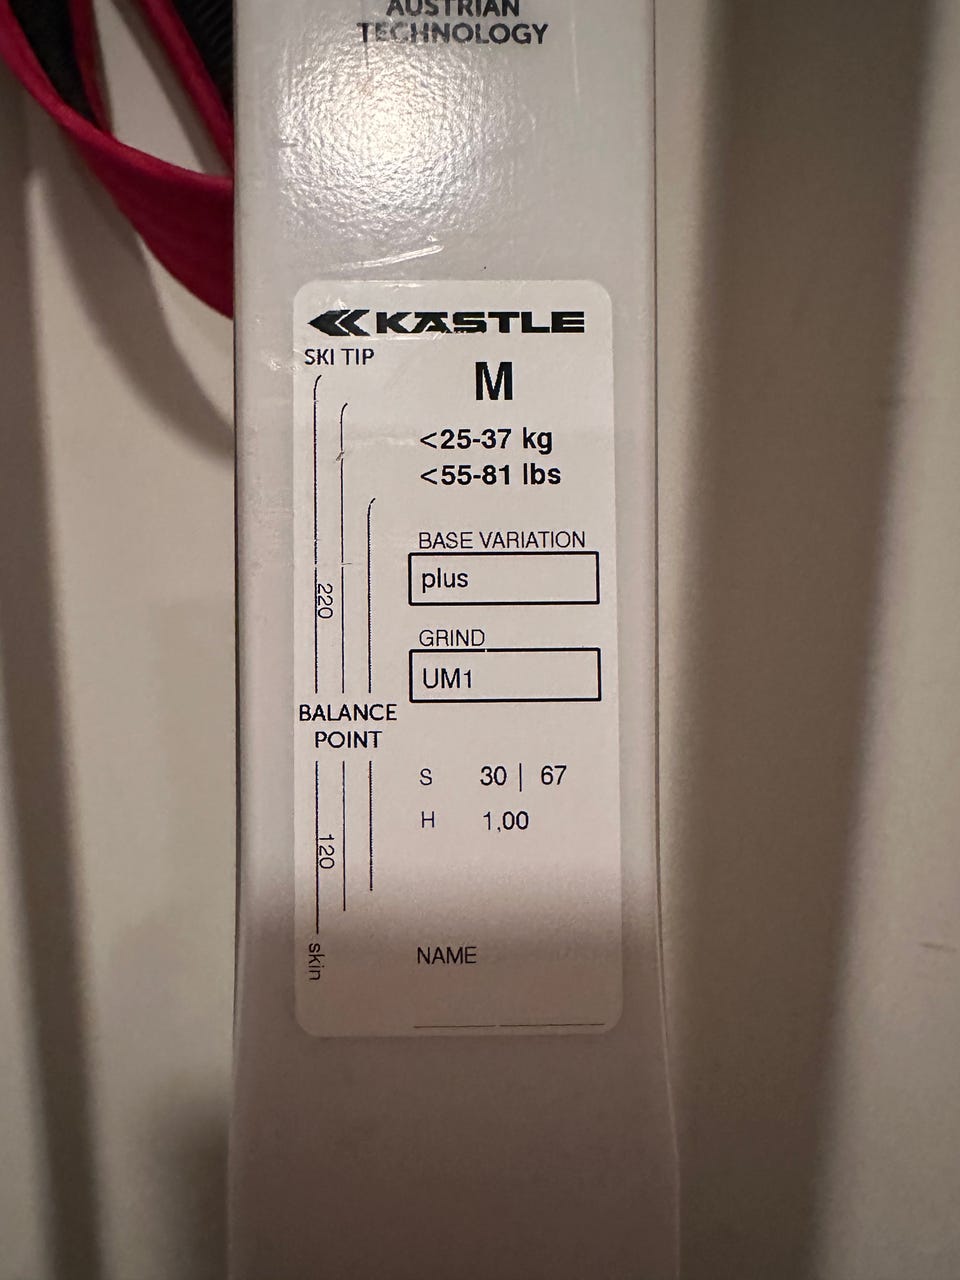 AUSTRIAN
TECHNOLOGY
KÄSTLE
SKI TIP
M
<25-37 kg
<55-81 lbs
BASE VARIATION
plus
220
GRIND
UM1
BALANCE
POINT
S 30 | 67
H 1,00
120
NAME
skin